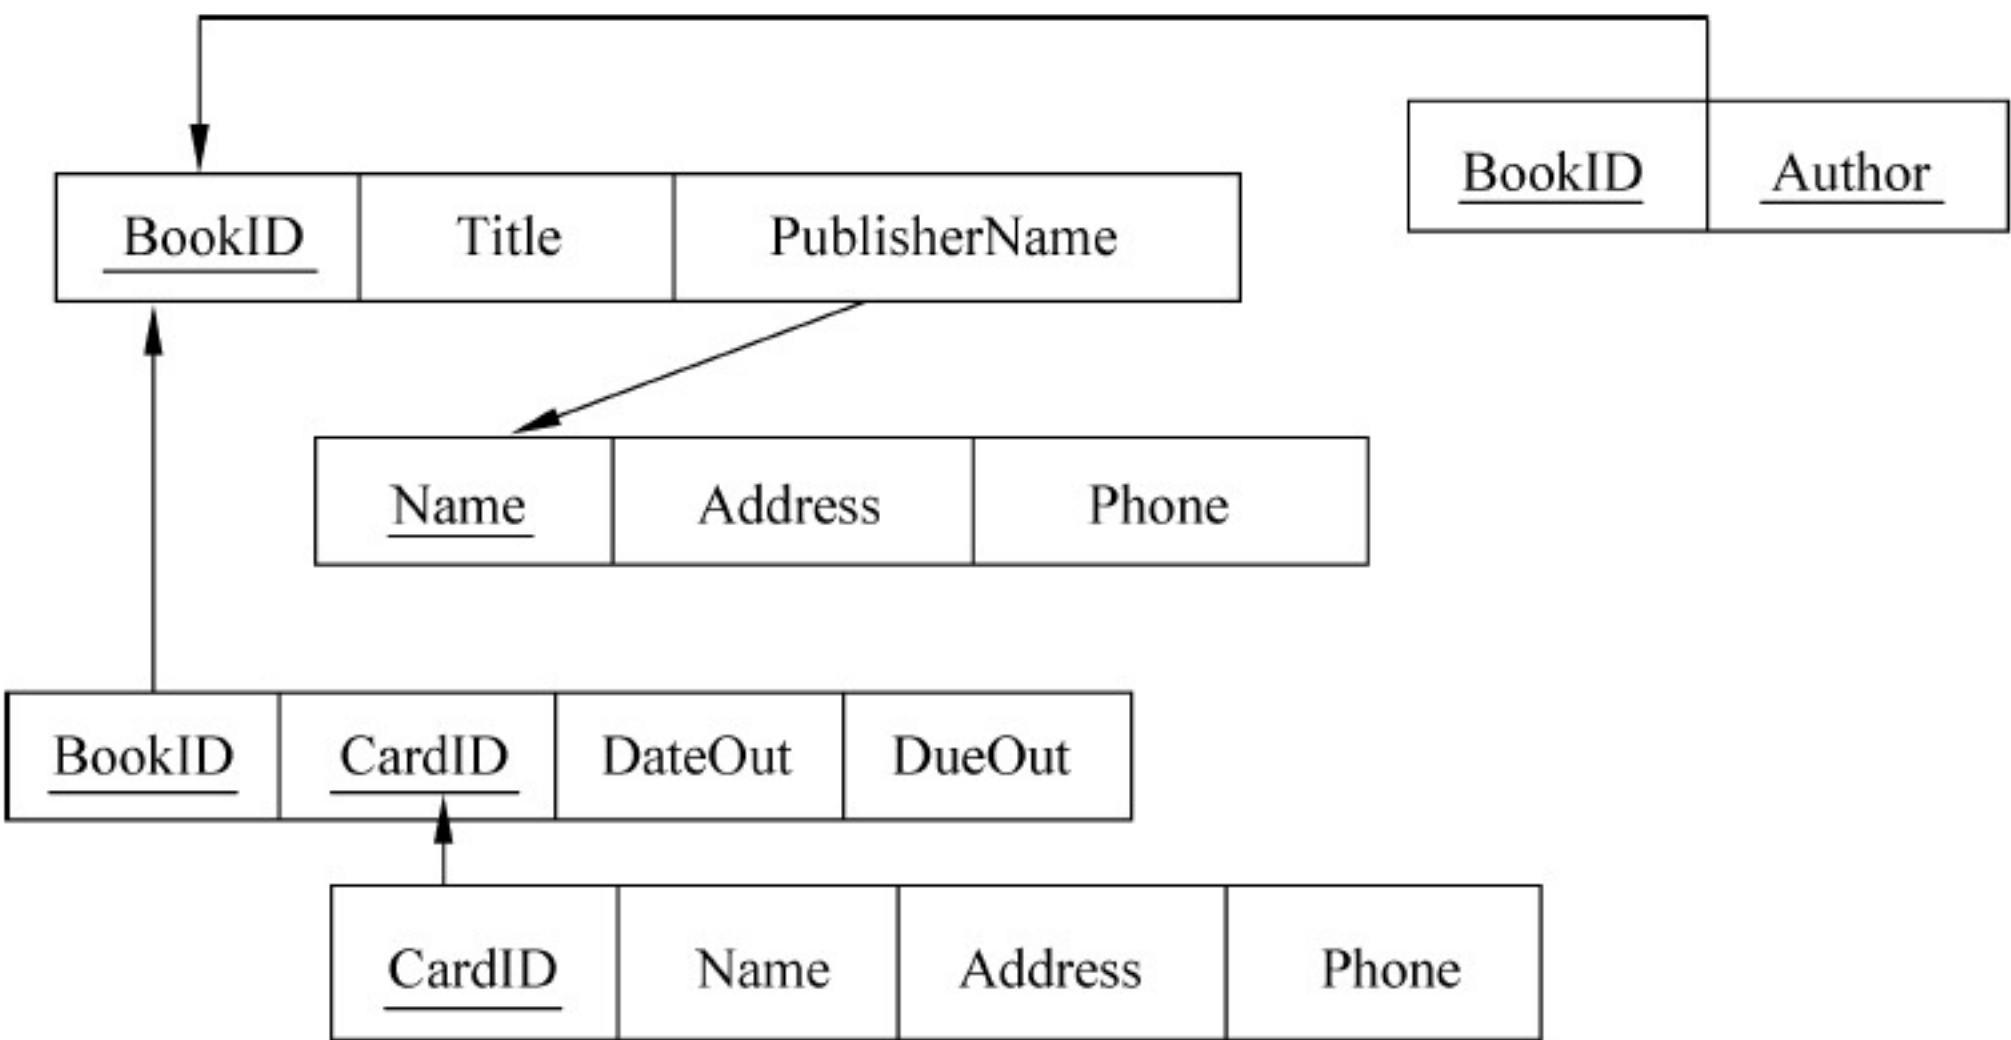 BookID Author
BookID Title PublisherName
Name Address Phone
BookID CardID DateOut DueOut
CardID Name Address Phone